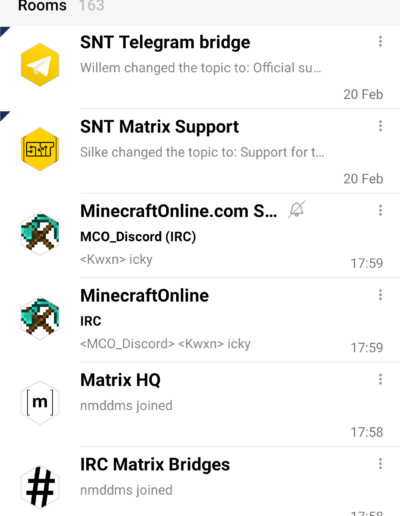 Rooms 163
SNT Telegram bridge
Willem changed the topic to: Official su...
20 Feb
SNT Matrix Support
SNT
Silke changed the topic to: Support for t...
20 Feb
MinecraftOnline.com S...
MCO_Discord (IRC)
<Kwxn> icky
17:59
MinecraftOnline
IRC
<MCO_Discord> <Kwxn> icky
17:59
Matrix HQ
[m]
nmddms joined
17:58
IRC Matrix Bridges
#
nmddms joined
17:58